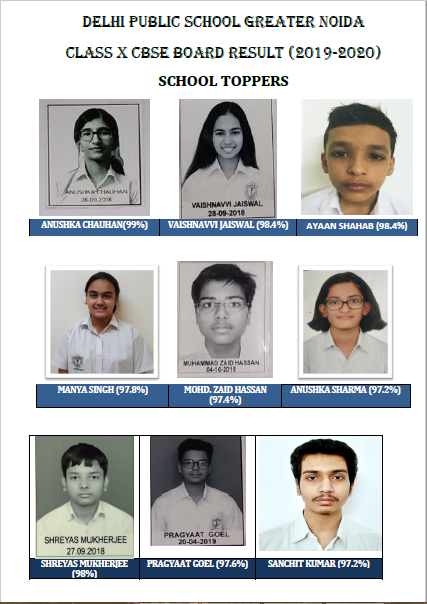 DELHI PUBLIC SCHOOL GREATER NOIDA
CLASS X CBSE BOARD RESULT (2019-2020)
SCHOOL TOPPERS
ANUSHKA CHAUHAN
26.09.2018
VAISHNAVVI JAISWAL
28-09-2018
ANUSHKA CHAUHAN(99%)
VAISHNAVVI JAISWAL (98.4%)
AYAAN SHAHAB (98.4%)
MUHAMMAD ZAID HASSAN
04-10-2018
MANYA SINGH (97.8%)
MOHD. ZAID HASSAN
(97.4%)
ANUSHKA SHARMA (97.2%)
SHREYAS MUKHERJEE
27.09.2018
PRAGYAAT GOEL
20-04-2019
SHREYAS MUKHERJEE
(98%)
PRAGYAAT GOEL (97.6%)
SANCHIT KUMAR (97.2%)